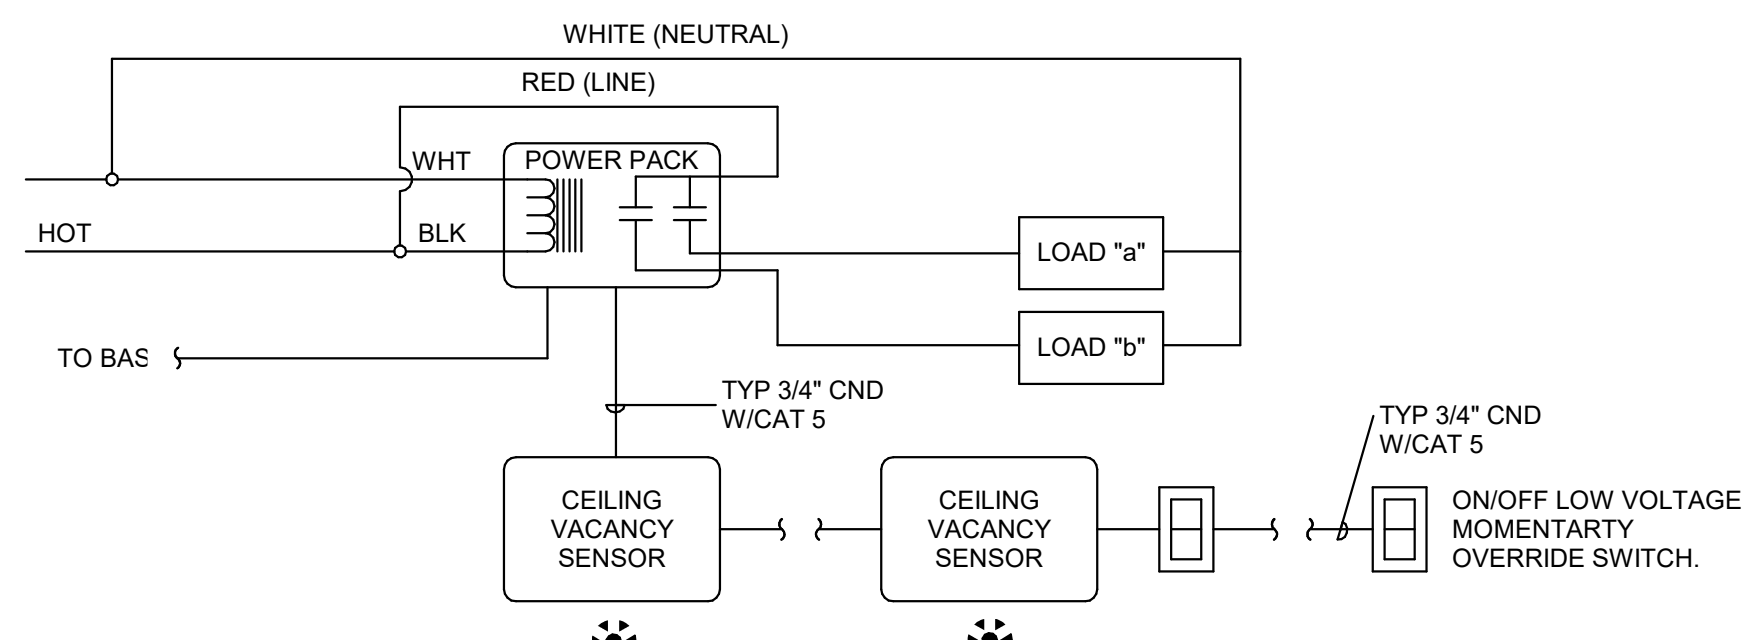 WHITE (NEUTRAL)
RED (LINE)
WHT
POWER PACK
HOT
BLK
LOAD "a"
LOAD "b"
TO BAS
TYP 3/4" CND
W/CAT 5
TYP 3/4" CND
W/CAT 5
CEILING
VACANCY
SENSOR
CEILING
VACANCY
SENSOR
ON/OFF LOW VOLTAGE
MOMENTARTY
OVERRIDE SWITCH.